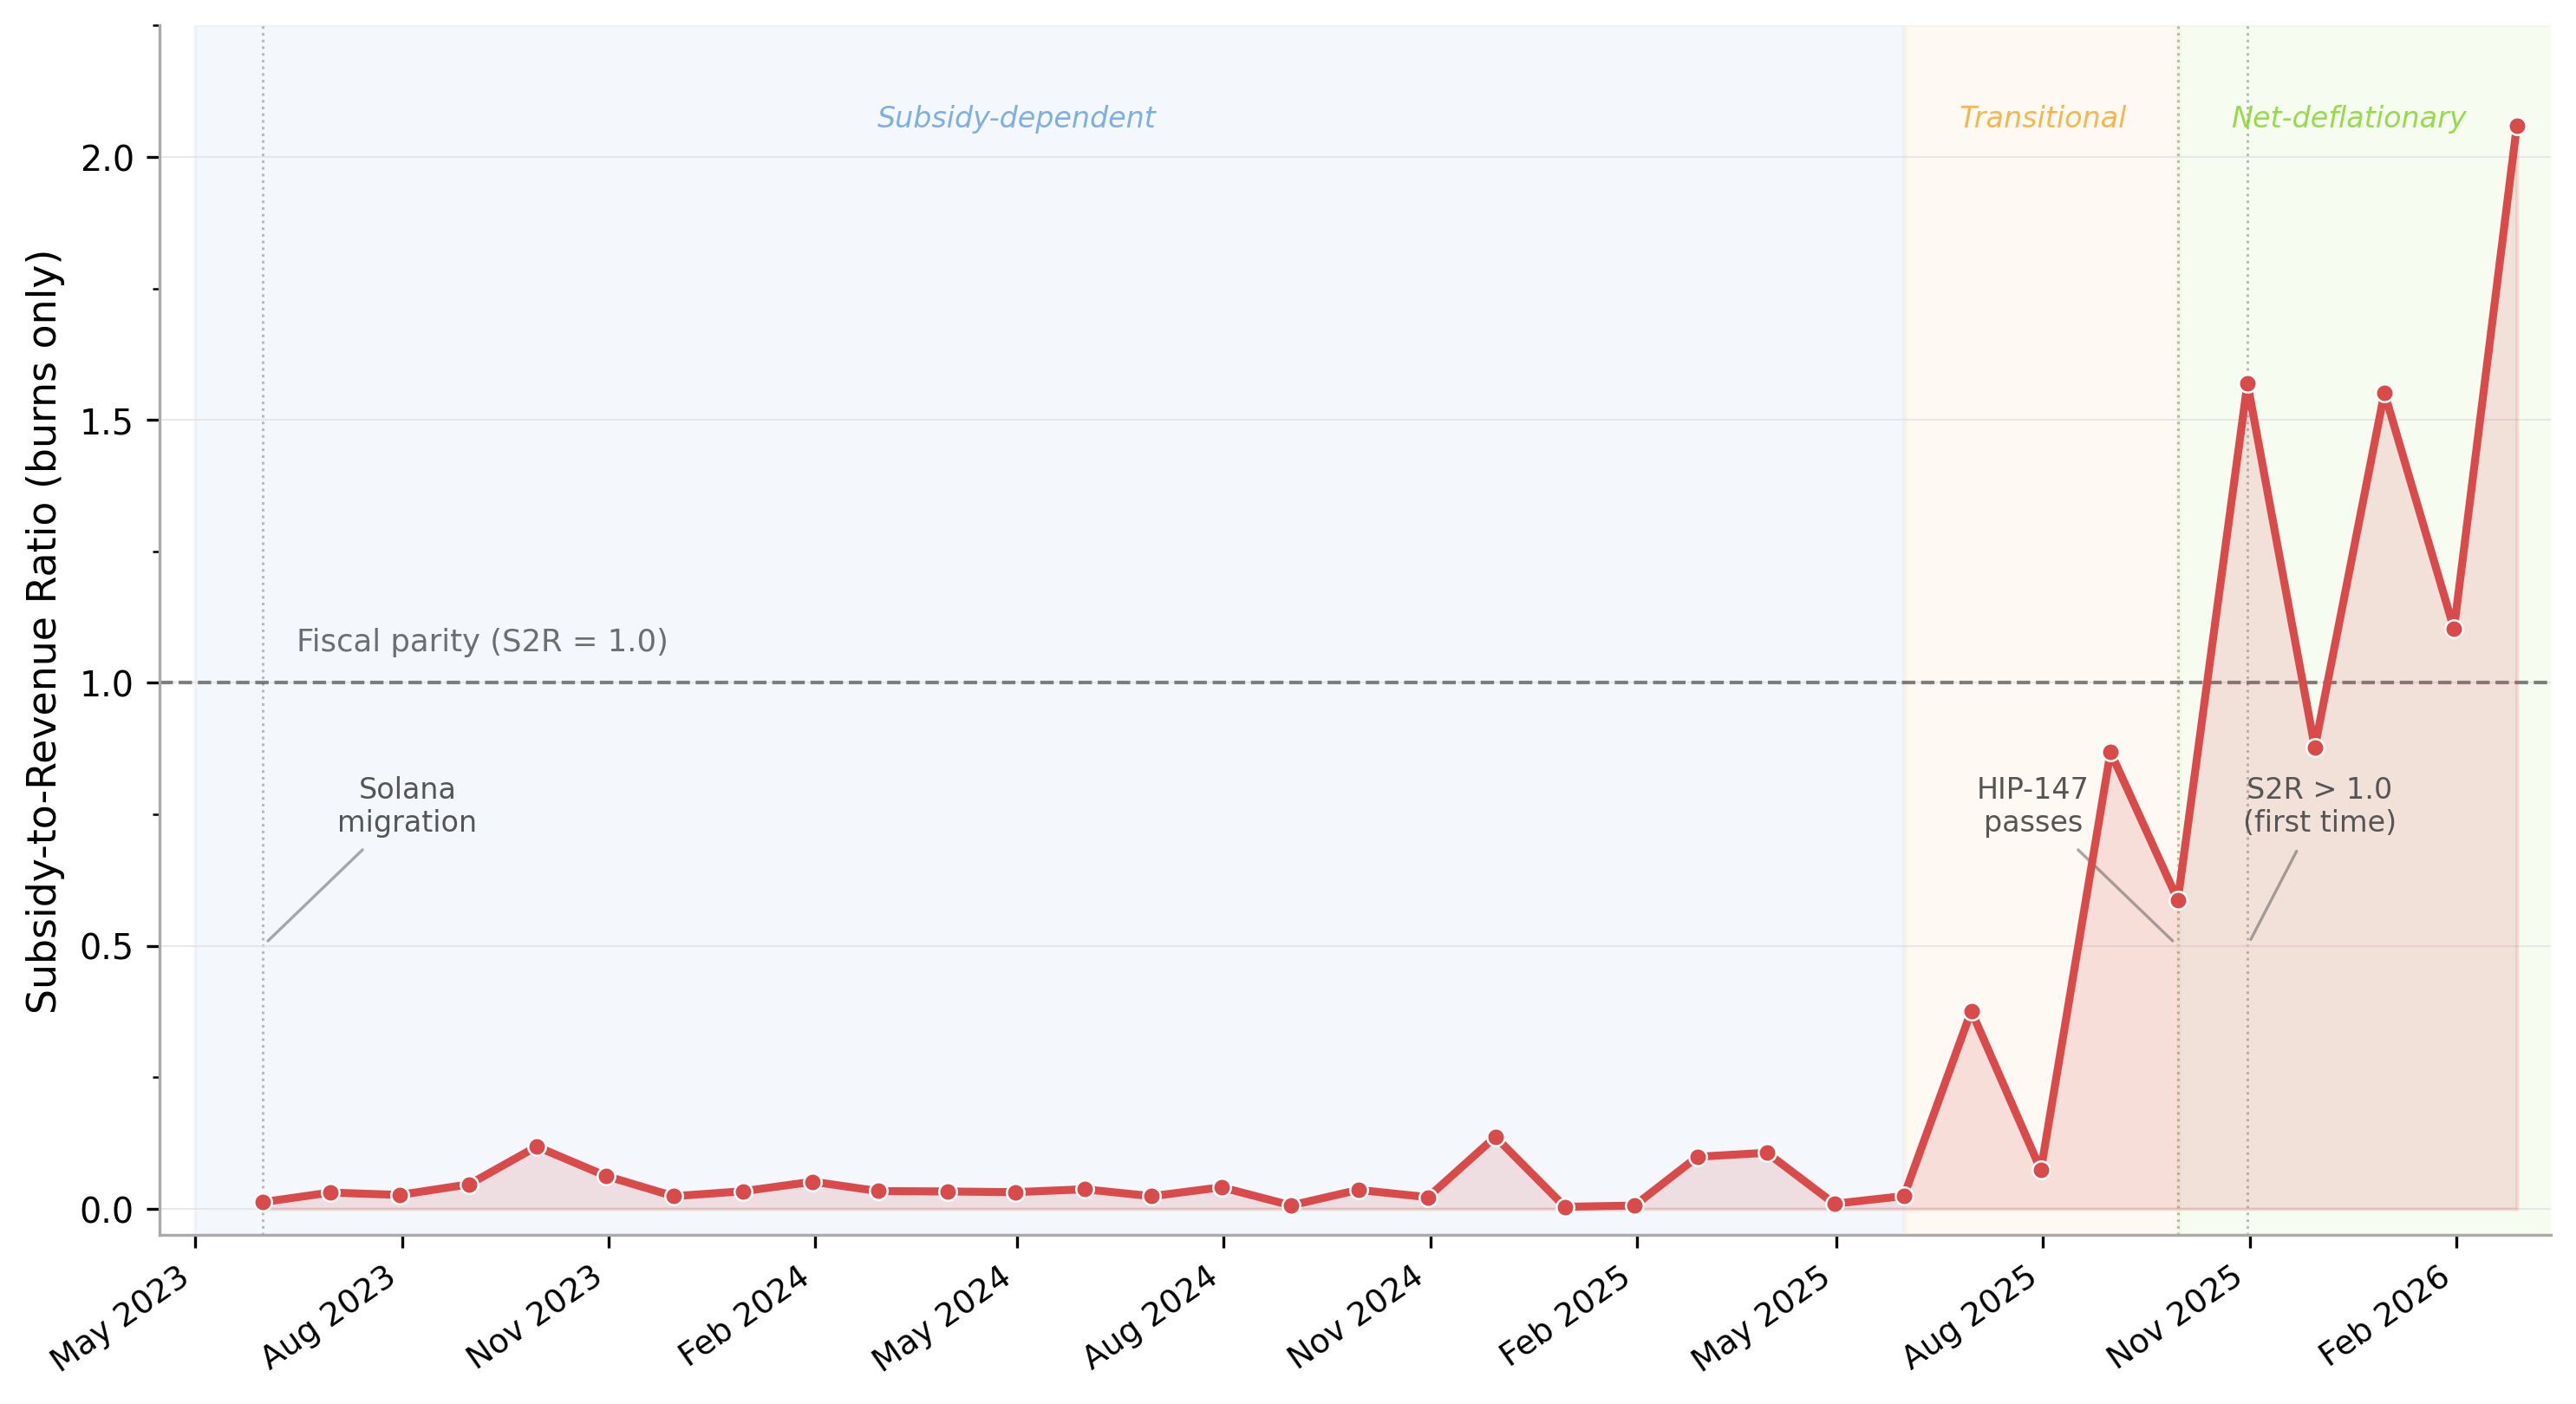 Subsidy-to-Revenue Ratio (burns only)
2.0
1.5
1.0
0.5
0.0
Subsidy-dependent
Transitional
Net-deflationary
Fiscal parity (S2R = 1.0)
Solana
migration
HIP-147
passes
S2R > 1.0
(first time)
May 2023
Aug 2023
Nov 2023
Feb 2024
May 2024
Aug 2024
Nov 2024
Feb 2025
May 2025
Aug 2025
Nov 2025
Feb 2026